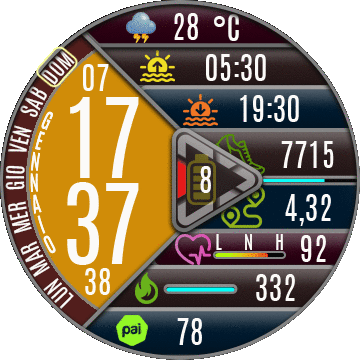 28 °C
05:30
19:30
7715
4,32
L N H 92
332
pai 78
8
07
17
37
38
GENNAIO
LUN MAR MER GIO VEN SAB DOM